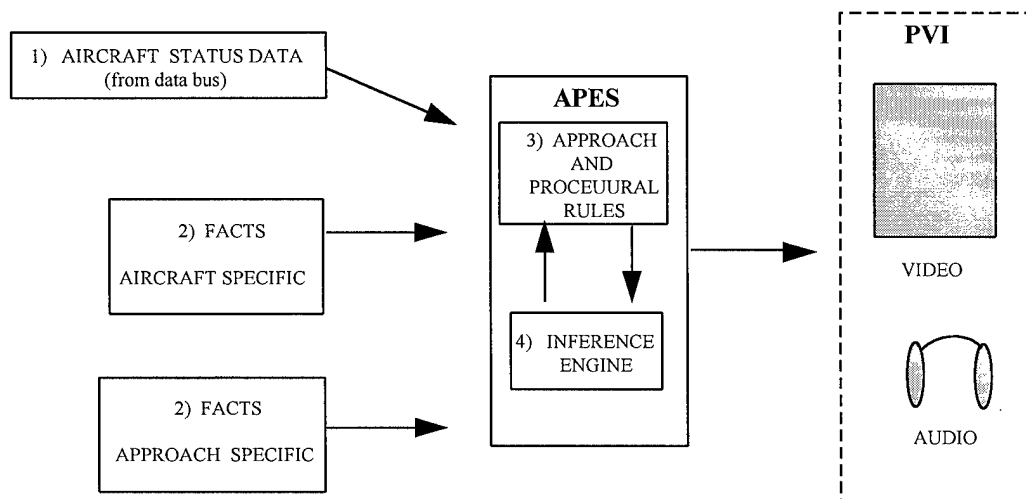 1) AIRCRAFT STATUS DATA
(from data bus)
2) FACTS
AIRCRAFT SPECIFIC
2) FACTS
APPROACH SPECIFIC
APES
3) APPROACH
AND
PROCEUURAL
RULES
4) INFERENCE
ENGINE
PVI
VIDEO
AUDIO